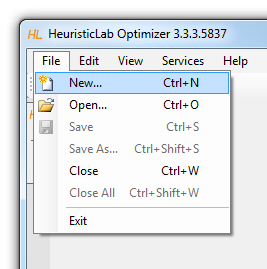 HL HeuristicLab Optimizer 3.3.3.5837
File Edit View Services Help
New... Ctrl+N
Open... Ctrl+O
Save Ctrl+S
Save As... Ctrl+Shift+S
Close Ctrl+W
Close All Ctrl+Shift+W
Exit